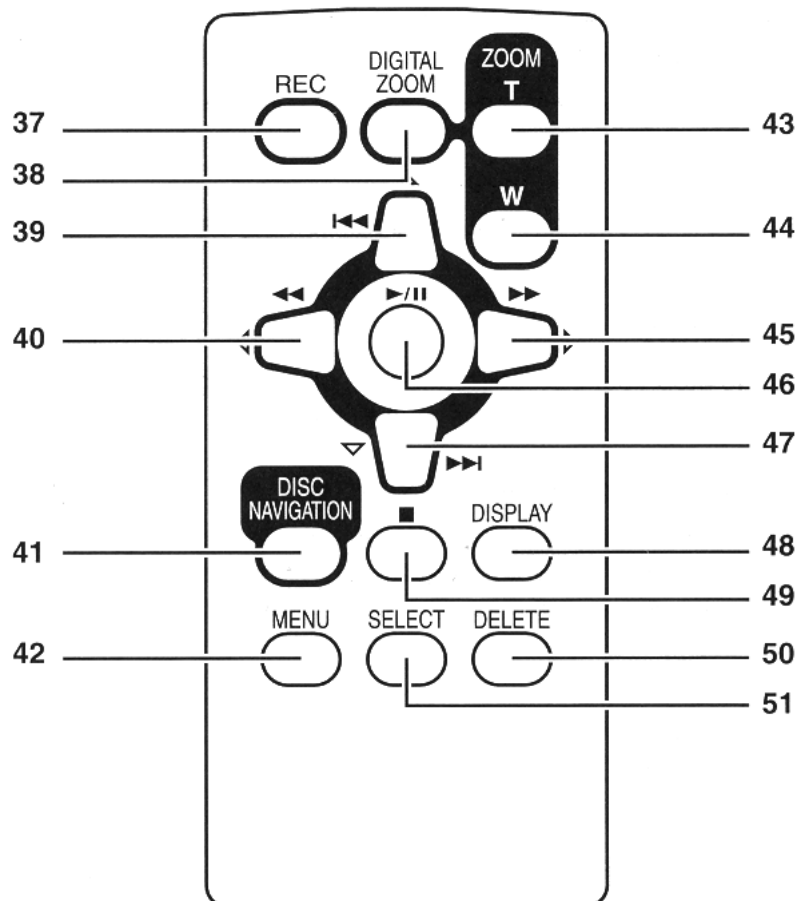 REC
DIGITAL
ZOOM
ZOOM
T
W
37
38
39
40
41
42
43
44
45
46
47
48
49
50
51
DISC
NAVIGATION
DISPLAY
MENU
SELECT
DELETE